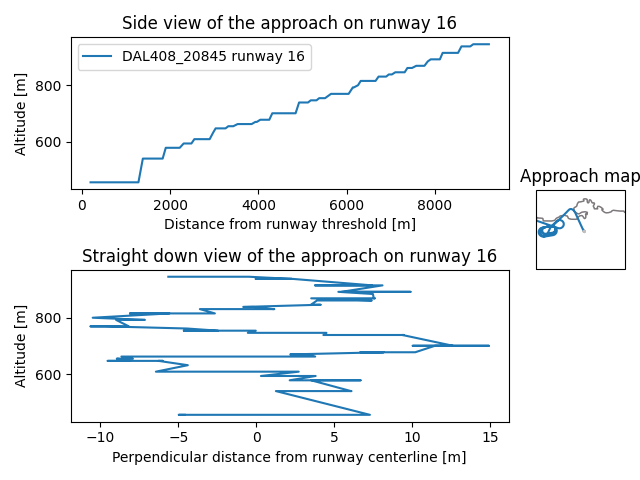 Side view of the approach on runway 16
DAL408_20845 runway 16
Altitude [m]
800
600
0 2000 4000 6000 8000
Distance from runway threshold [m]
Approach map
Straight down view of the approach on runway 16
Altitude [m]
800
600
−10 −5 0 5 10 15
Perpendicular distance from runway centerline [m]